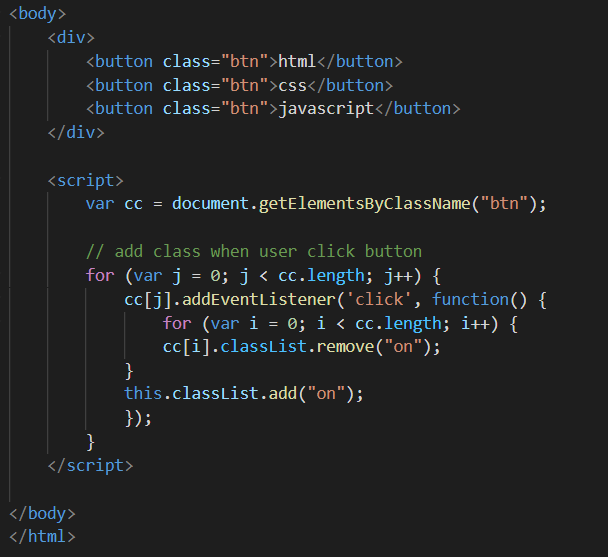 <body>
    <div>
        <button class="btn">html</button>
        <button class="btn">css</button>
        <button class="btn">javascript</button>
    </div>

    <script>
        var cc = document.getElementsByClassName("btn");

        // add class when user click button
        for (var j = 0; j < cc.length; j++) {
            cc[j].addEventListener('click', function() {
                for (var i = 0; i < cc.length; i++) {
                cc[i].classList.remove("on");
            }
            this.classList.add("on");
            });
        }
    </script>

</body>
</html>